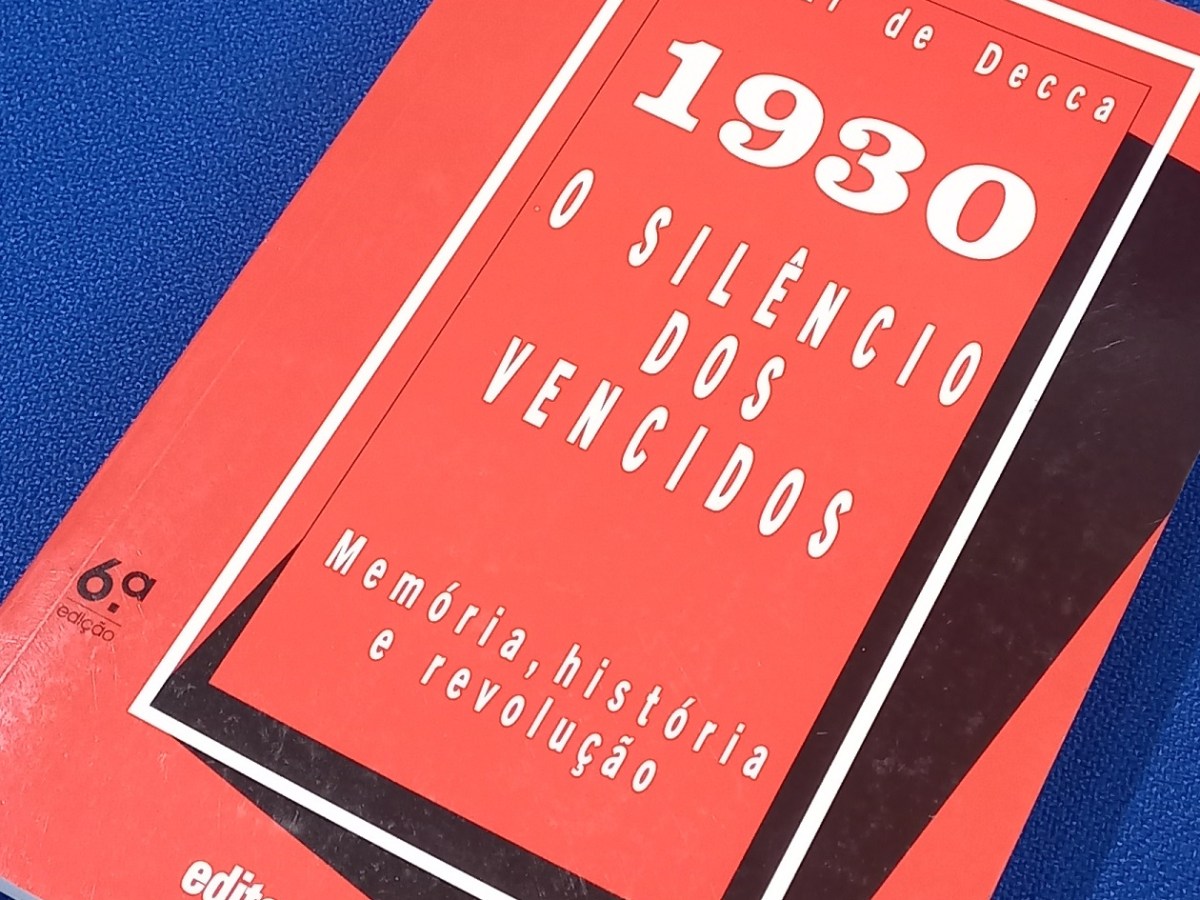 de Decca
1930
O SILÊNCIO
DOS
VENCIDOS
Memória, história
e revolução
6.ª
edição